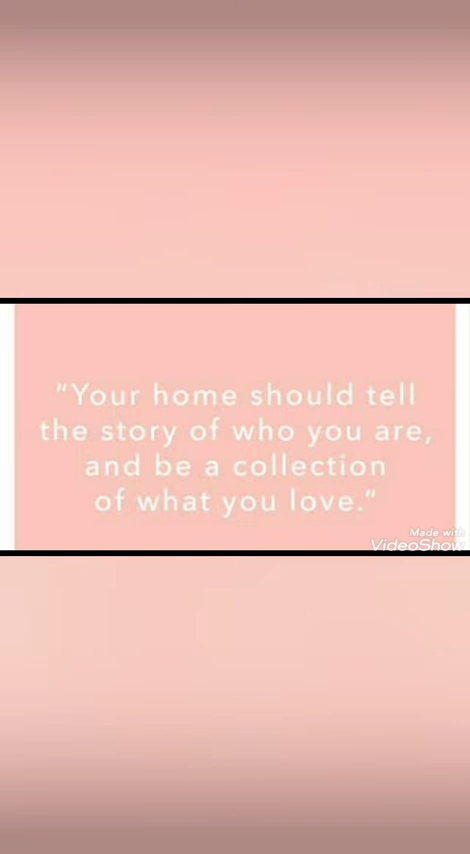 "Your home should tell
the story of who you are,
and be a collection
of what you love."
Made with
VideoShow